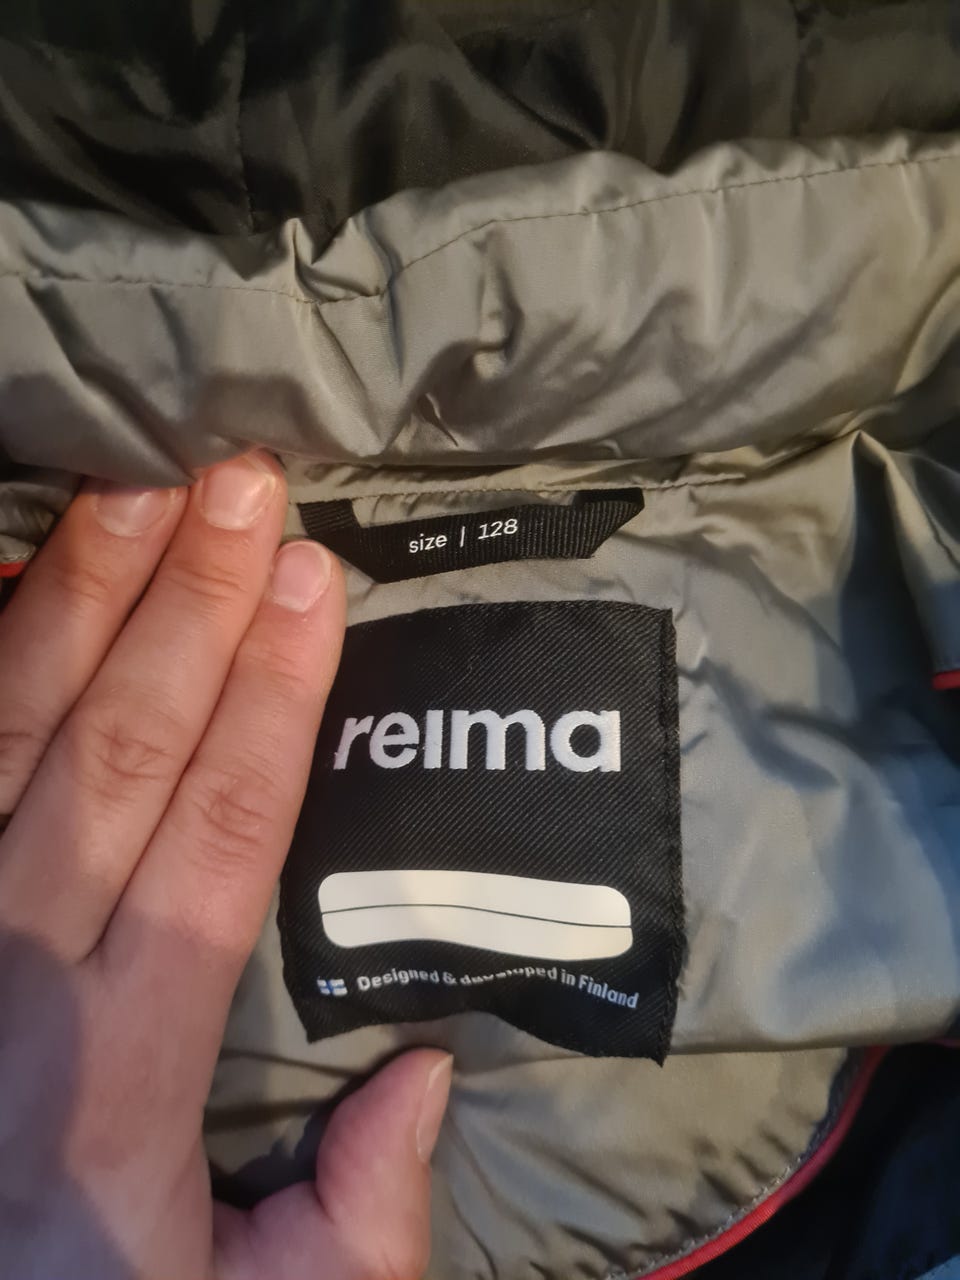 size | 128
reima
Designed & developed in Finland